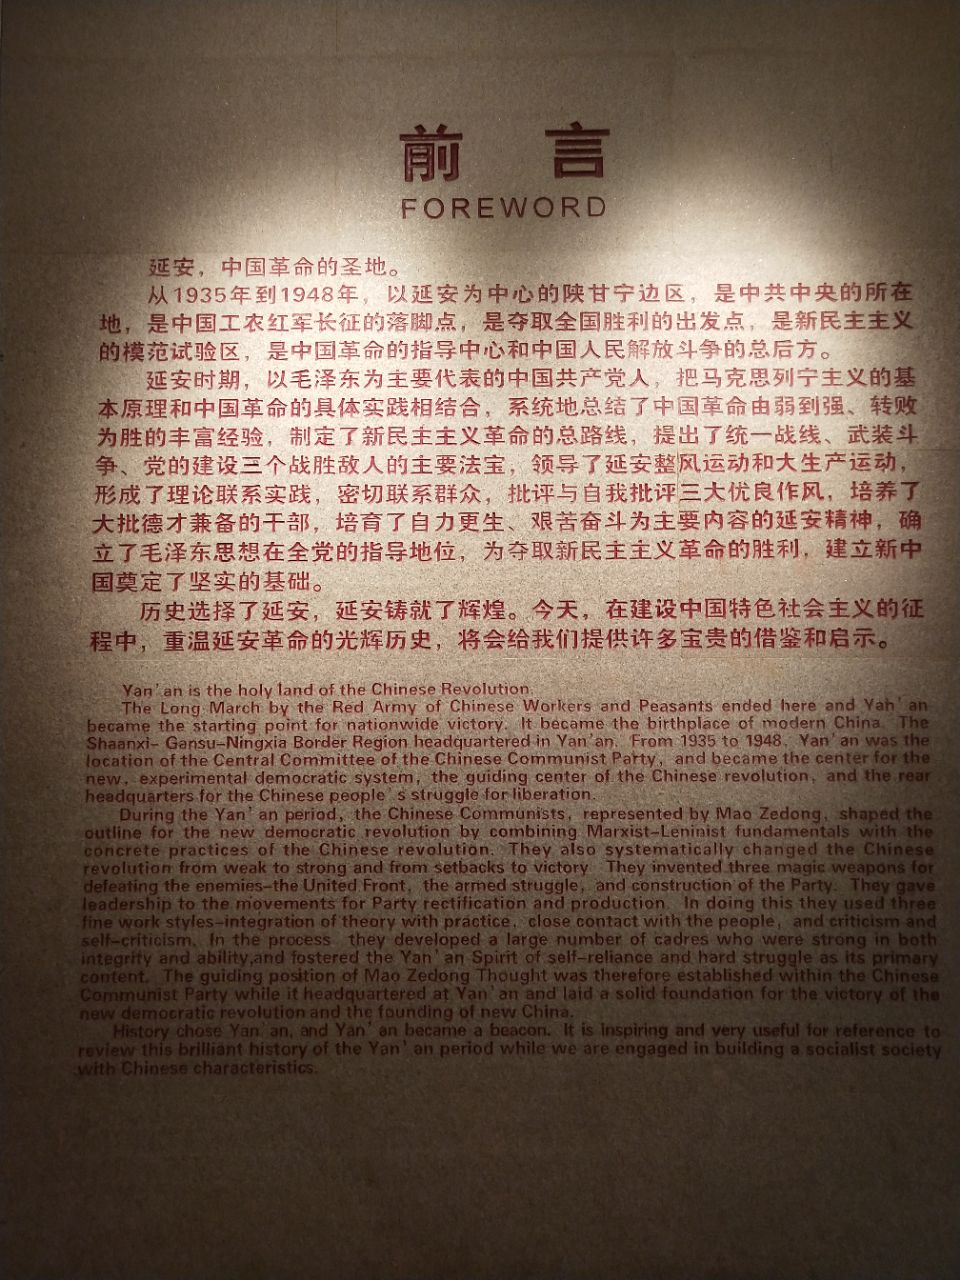 前言
FOREWORD
延安，中国革命的圣地。
从1935年到1948年，以延安为中心的陕甘宁边区，是中共中央的所在
地，是中国工农红军长征的落脚点，是夺取全国胜利的出发点，是新民主主义
的模范试验区，是中国革命的指导中心和中国人民解放斗争的总后方。
延安时期，以毛泽东为主要代表的中国共产党人，把马克思列宁主义的基
本原理和中国革命的具体实践相结合，系统地总结了中国革命由弱到强、转败
为胜的丰富经验，制定了新民主主义革命的总路线，提出了统一战线、武装斗
争、党的建设三个战胜敌人的主要法宝，领导了延安整风运动和大生产运动，
形成了理论联系实践，密切联系群众，批评与自我批评三大优良作风，培养了
大批德才兼备的干部，培育了自力更生、艰苦奋斗为主要内容的延安精神，确
立了毛泽东思想在全党的指导地位，为夺取新民主主义革命的胜利，建立新中
国奠定了坚实的基础。
历史选择了延安，延安铸就了辉煌。今天，在建设中国特色社会主义的征
程中，重温延安革命的光辉历史，将会给我们提供许多宝贵的借鉴和启示。
Yan'an is the holy land of the Chinese Revolution.
The Long March by the Red Army of Chinese Workers and Peasants ended here and Yan'an
became the starting point for nationwide victory. It became the birthplace of modern China. The
Shaanxi- Gansu-Ningxia Border Region headquartered in Yan'an. From 1935 to 1948, Yan'an was the
location of the Central Committee of the Chinese Communist Party, and became the center for the
new, experimental democratic system, the guiding center of the Chinese revolution, and the rear
headquarters for the Chinese people's struggle for liberation.
During the Yan'an period, the Chinese Communists, represented by Mao Zedong, shaped the
outline for the new democratic revolution by combining Marxist-Leninist fundamentals with the
concrete practices of the Chinese revolution. They also systematically changed the Chinese
revolution from weak to strong and from setbacks to victory. They invented three magic weapons for
defeating the enemies-the United Front, the armed struggle, and construction of the Party. They gave
leadership to the movements for Party rectification and production. In doing this they used three
fine work styles-integration of theory with practice, close contact with the people, and criticism and
self-criticism. In the process they developed a large number of cadres who were strong in both
integrity and ability,and fostered the Yan'an Spirit of self-reliance and hard struggle as its primary
content. The guiding position of Mao Zedong Thought was therefore established within the Chinese
Communist Party while it headquartered at Yan'an and laid a solid foundation for the victory of the
new democratic revolution and the founding of new China.
History chose Yan'an, and Yan'an became a beacon. It is inspiring and very useful for reference to
review this brilliant history of the Yan'an period while we are engaged in building a socialist society
with Chinese characteristics.